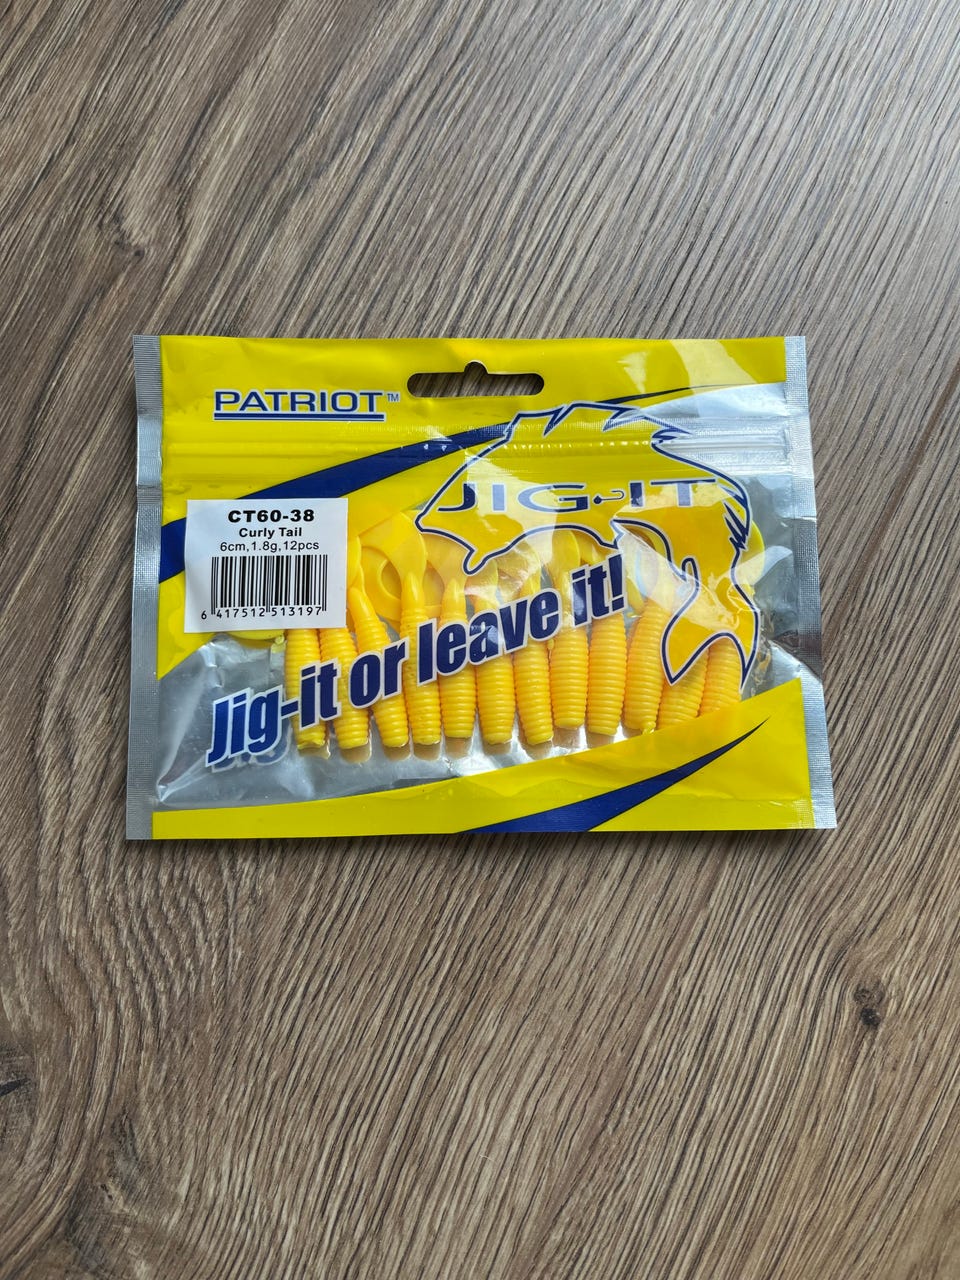 PATRIOT™
JIG-IT
CT60-38
Curly Tail
6cm,1.8g,12pcs
6 417512 513197
Jig-it or leave it!